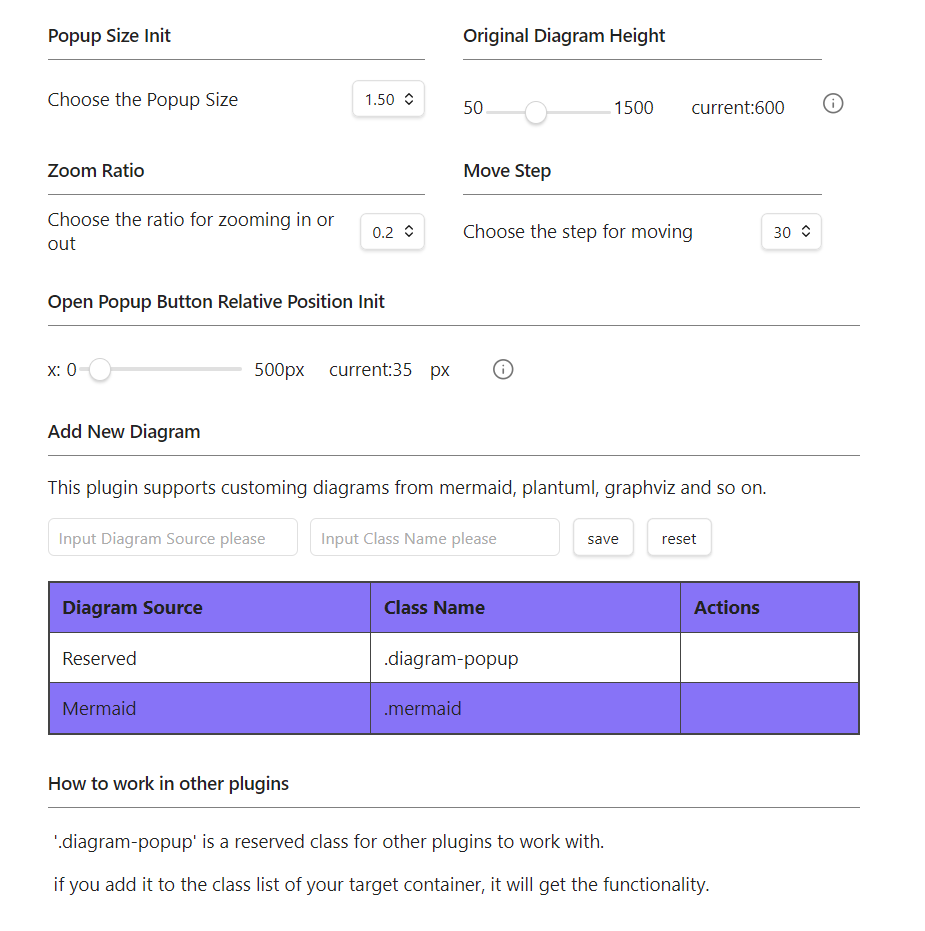 Popup Size Init
Original Diagram Height
Choose the Popup Size
1.50
50
1500
current:600
Zoom Ratio
Move Step
Choose the ratio for zooming in or
out
0.2
Choose the step for moving
30
Open Popup Button Relative Position Init
x: 0
500px
current:35
px
Add New Diagram
This plugin supports customing diagrams from mermaid, plantuml, graphviz and so on.
Input Diagram Source please
Input Class Name please
save
reset
Diagram Source
Class Name
Actions
Reserved
.diagram-popup
Mermaid
.mermaid
How to work in other plugins
'.diagram-popup' is a reserved class for other plugins to work with.
if you add it to the class list of your target container, it will get the functionality.